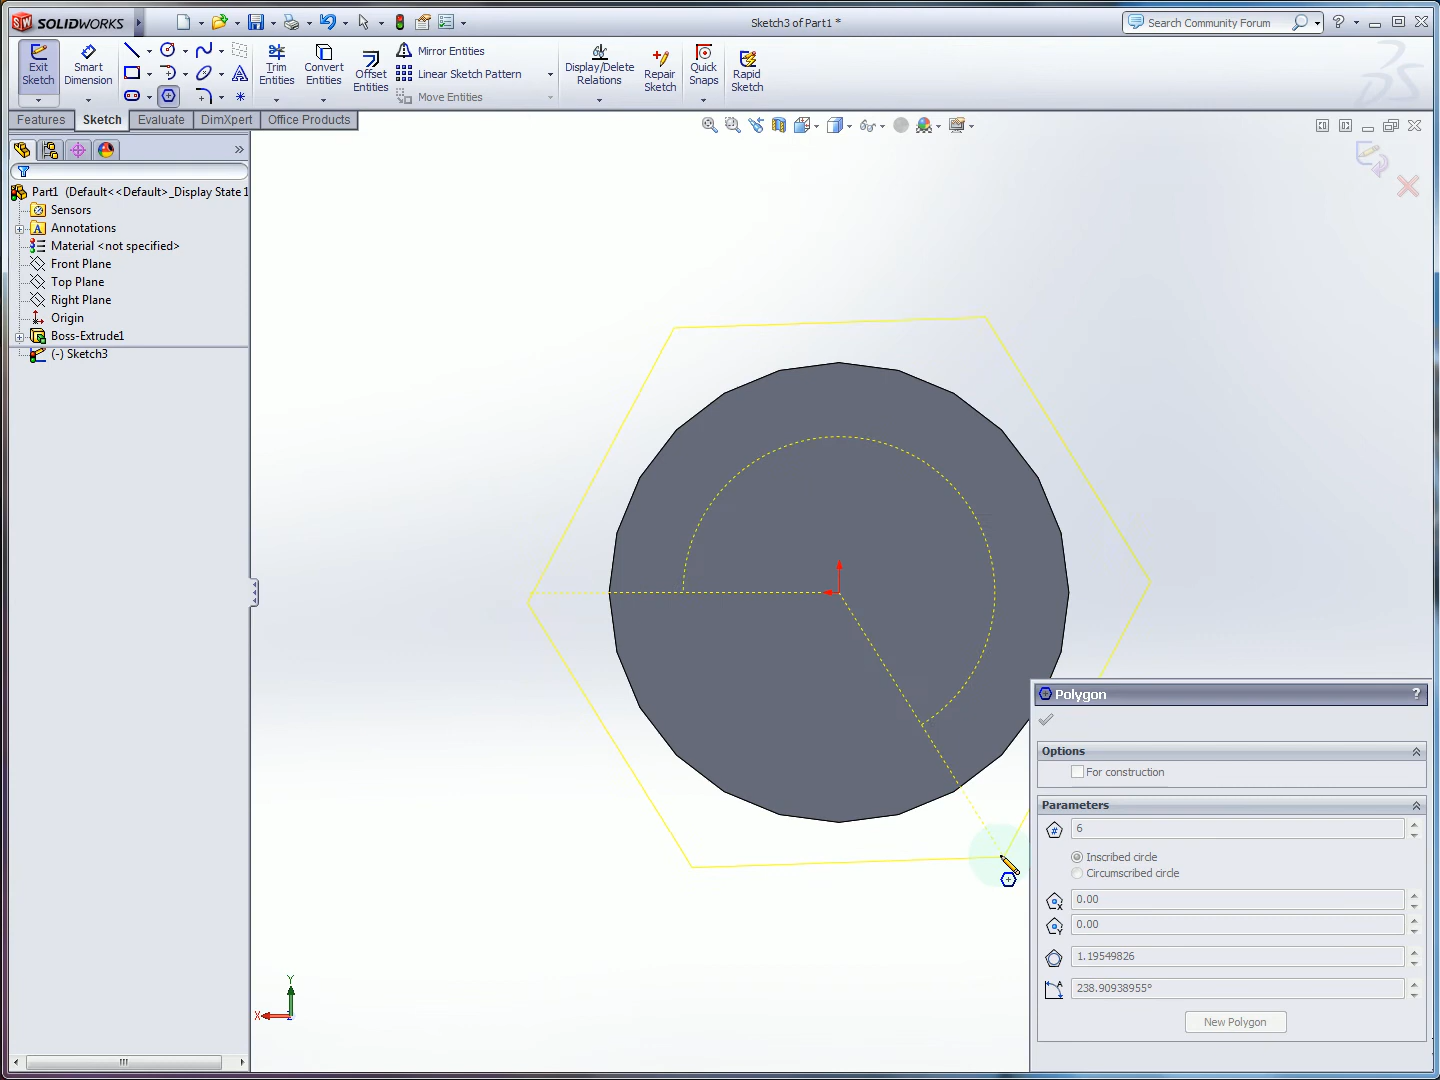 SOLIDWORKS
Sketch3 of Part1 *
Search Community Forum
Exit Sketch
Smart Dimension
Trim Entities
Convert Entities
Offset Entities
Mirror Entities
Linear Sketch Pattern
Move Entities
Display/Delete Relations
Repair Sketch
Quick Snaps
Rapid Sketch
Features
Sketch
Evaluate
DimXpert
Office Products
Part1 (Default<<Default>_Display State 1
Sensors
Annotations
Material <not specified>
Front Plane
Top Plane
Right Plane
Origin
Boss-Extrude1
(-) Sketch3
Polygon
?
Options
For construction
Parameters
6
Inscribed circle
Circumscribed circle
0.00
0.00
1.19549826
238.90938955°
New Polygon
Y
X
Z